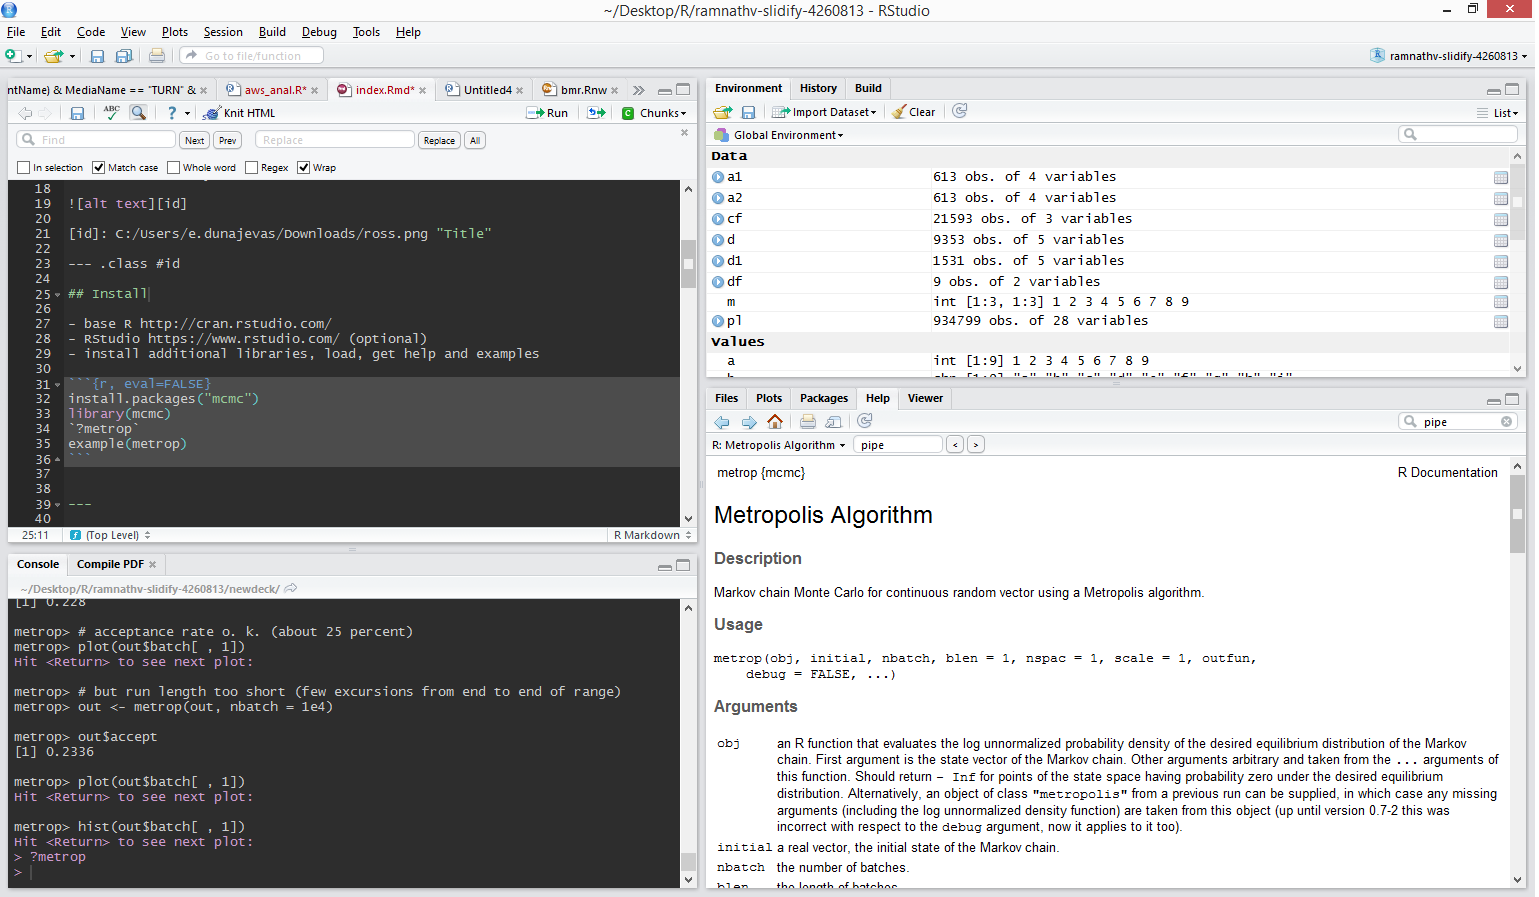 ~/Desktop/R/ramnathv-slidify-4260813 - RStudio
File Edit Code View Plots Session Build Debug Tools Help
Go to file/function
ramnathv-slidify-4260813
ntName) & MediaName == "TURN" & aws_anal.R* index.Rmd* Untitled4 bmr.Rnw
ABC Knit HTML Run Chunks
Find Next Prev Replace Replace All
In selection Match case Whole word Regex Wrap
18
19 ![alt text][id]
20
21 [id]: C:/Users/e.dunajevas/Downloads/ross.png "Title"
22
23 --- .class #id
24
25 ## Install
26
27 - base R http://cran.rstudio.com/
28 - RStudio https://www.rstudio.com/ (optional)
29 - install additional libraries, load, get help and examples
30
31 ```{r, eval=FALSE}
32 install.packages("mcmc")
33 library(mcmc)
34 `?metrop`
35 example(metrop)
36 ```
37
38
39 ---
40
25:11 (Top Level) R Markdown
Console Compile PDF
~/Desktop/R/ramnathv-slidify-4260813/newdeck/
[1] 0.228
metrop> # acceptance rate o. k. (about 25 percent)
metrop> plot(out$batch[ , 1])
Hit <Return> to see next plot:
metrop> # but run length too short (few excursions from end to end of range)
metrop> out <- metrop(out, nbatch = 1e4)
metrop> out$accept
[1] 0.2336
metrop> plot(out$batch[ , 1])
Hit <Return> to see next plot:
metrop> hist(out$batch[ , 1])
Hit <Return> to see next plot:
> ?metrop
>
Environment History Build
Import Dataset Clear List
Global Environment
Data
a1 613 obs. of 4 variables
a2 613 obs. of 4 variables
cf 21593 obs. of 3 variables
d 9353 obs. of 5 variables
d1 1531 obs. of 5 variables
df 9 obs. of 2 variables
m int [1:3, 1:3] 1 2 3 4 5 6 7 8 9
pl 934799 obs. of 28 variables
Values
a int [1:9] 1 2 3 4 5 6 7 8 9
Files Plots Packages Help Viewer
pipe
R: Metropolis Algorithm pipe < >
metrop {mcmc} R Documentation
Metropolis Algorithm
Description
Markov chain Monte Carlo for continuous random vector using a Metropolis algorithm.
Usage
metrop(obj, initial, nbatch, blen = 1, nspac = 1, scale = 1, outfun,
debug = FALSE, ...)
Arguments
obj an R function that evaluates the log unnormalized probability density of the desired equilibrium distribution of the Markov
chain. First argument is the state vector of the Markov chain. Other arguments arbitrary and taken from the ... arguments of
this function. Should return - Inf for points of the state space having probability zero under the desired equilibrium
distribution. Alternatively, an object of class "metropolis" from a previous run can be supplied, in which case any missing
arguments (including the log unnormalized density function) are taken from this object (up until version 0.7-2 this was
incorrect with respect to the debug argument, now it applies to it too).
initial a real vector, the initial state of the Markov chain.
nbatch the number of batches.
blen the length of batches.